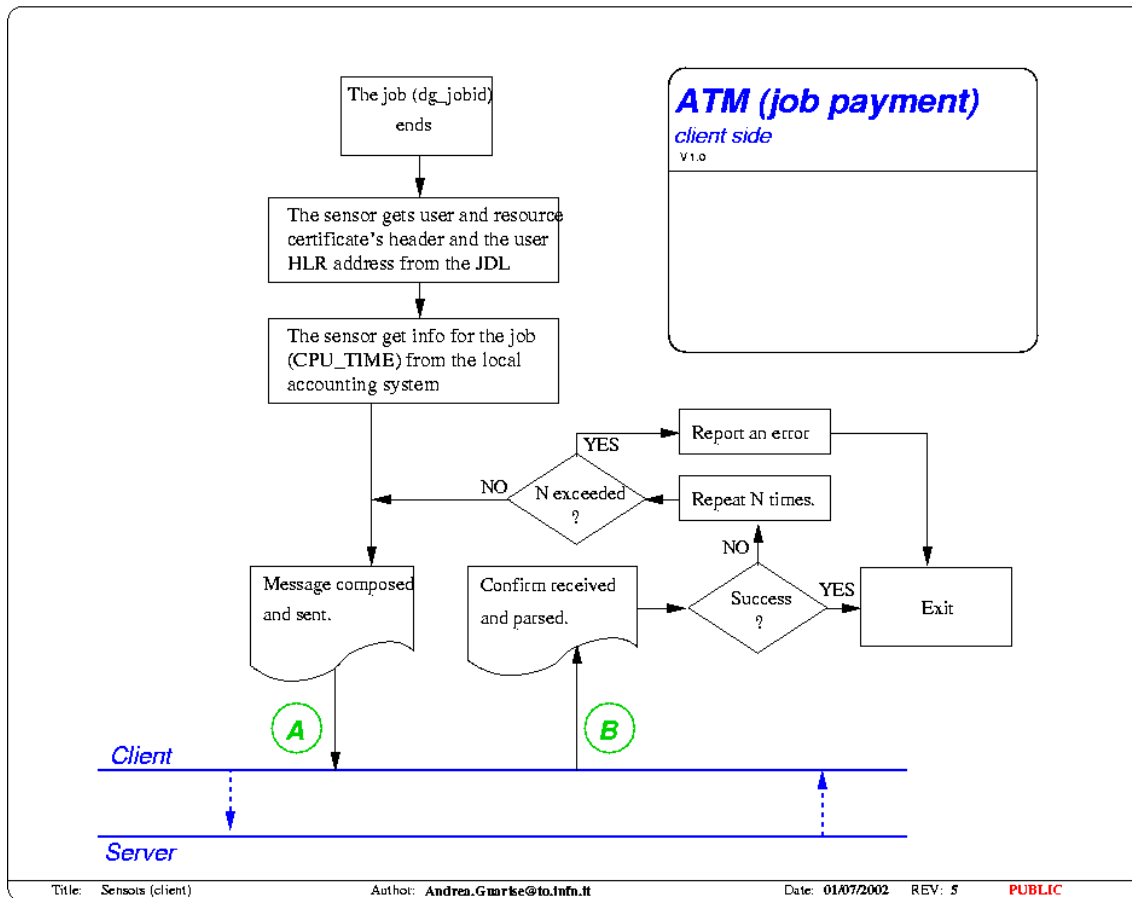 The job (dg_jobid)
ends
ATM (job payment)
client side
V 1.0
The sensor gets user and resource
certificate's header and the user
HLR address from the JDL
The sensor get info for the job
(CPU_TIME) from the local
accounting system
YES
Report an error
NO
N exceeded
?
Repeat N times.
NO
Message composed
and sent.
Confirm received
and parsed.
Success
?
YES
Exit
A
B
Client
Server
Title: Sensors (client) Author: Andrea.Guarise@to.infn.it Date: 01/07/2002 REV: 5 PUBLIC